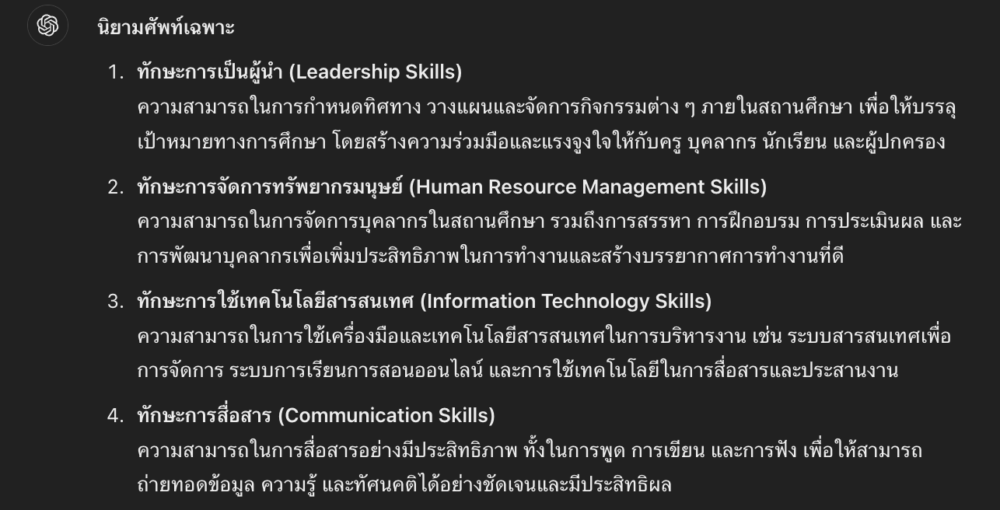 นิยามศัพท์เฉพาะ
1. ทักษะการเป็นผู้นำ (Leadership Skills)
ความสามารถในการกำหนดทิศทาง วางแผนและจัดการกิจกรรมต่าง ๆ ภายในสถานศึกษา เพื่อให้บรรลุ
เป้าหมายทางการศึกษา โดยสร้างความร่วมมือและแรงจูงใจให้กับครู บุคลากร นักเรียน และผู้ปกครอง
2. ทักษะการจัดการทรัพยากรมนุษย์ (Human Resource Management Skills)
ความสามารถในการจัดการบุคลากรในสถานศึกษา รวมถึงการสรรหา การฝึกอบรม การประเมินผล และ
การพัฒนาบุคลากรเพื่อเพิ่มประสิทธิภาพในการทำงานและสร้างบรรยากาศการทำงานที่ดี
3. ทักษะการใช้เทคโนโลยีสารสนเทศ (Information Technology Skills)
ความสามารถในการใช้เครื่องมือและเทคโนโลยีสารสนเทศในการบริหารงาน เช่น ระบบสารสนเทศเพื่อ
การจัดการ ระบบการเรียนการสอนออนไลน์ และการใช้เทคโนโลยีในการสื่อสารและประสานงาน
4. ทักษะการสื่อสาร (Communication Skills)
ความสามารถในการสื่อสารอย่างมีประสิทธิภาพ ทั้งในการพูด การเขียน และการฟัง เพื่อให้สามารถ
ถ่ายทอดข้อมูล ความรู้ และทัศนคติได้อย่างชัดเจนและมีประสิทธิผล